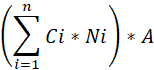 (∑_{i=1}^{n} Ci * Ni) * A